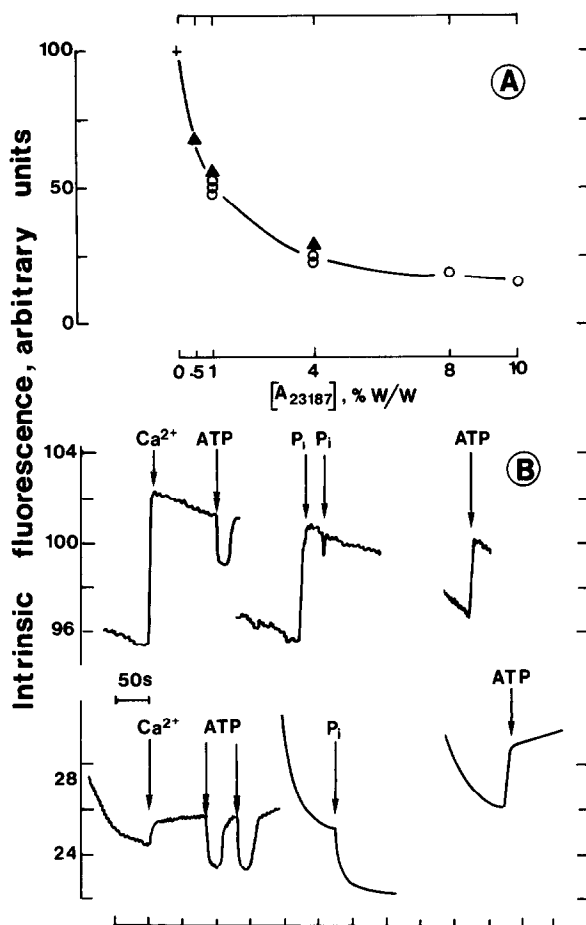 Intrinsic fluorescence, arbitrary units
A
100
50
0
0 .5 1 4 8 10
[A23187], % W/W
B
104
100
96
Ca2+ ATP Pi Pi ATP
50s
Ca2+ ATP Pi ATP
28
24